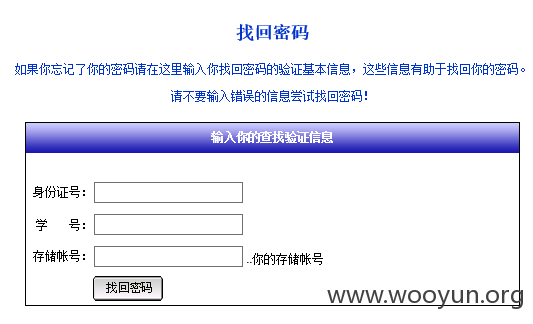 找回密码
如果你忘记了你的密码请在这里输入你找回密码的验证基本信息，这些信息有助于找回你的密码。
请不要输入错误的信息尝试找回密码！
输入你的查找验证信息
身份证号：
学 号：
存储帐号： ..你的存储帐号
找回密码
www.wooyun.org